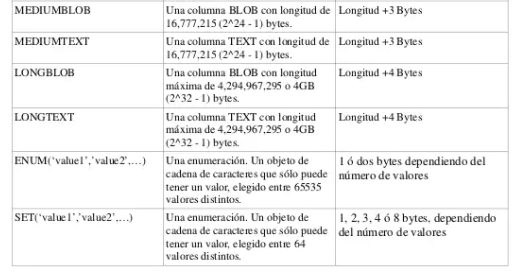 MEDIUMBLOB
Una columna BLOB con longitud de
16,777,215 (2^24 - 1) bytes.
Longitud +3 Bytes
MEDIUMTEXT
Una columna TEXT con longitud de
16,777,215 (2^24 - 1) bytes.
Longitud +3 Bytes
LONGBLOB
Una columna BLOB con longitud
máxima de 4,294,967,295 o 4GB
(2^32 - 1) bytes.
Longitud +4 Bytes
LONGTEXT
Una columna TEXT con longitud
máxima de 4,294,967,295 o 4GB
(2^32 - 1) bytes.
Longitud +4 Bytes
ENUM(‘value1’,’value2’,…)
Una enumeración. Un objeto de
cadena de caracteres que sólo puede
tener un valor, elegido entre 65535
valores distintos.
1 ó dos bytes dependiendo del
número de valores
SET(‘value1’,’value2’,…)
Una enumeración. Un objeto de
cadena de caracteres que sólo puede
tener un valor, elegido entre 64
valores distintos.
1, 2, 3, 4 ó 8 bytes, dependiendo
del número de valores